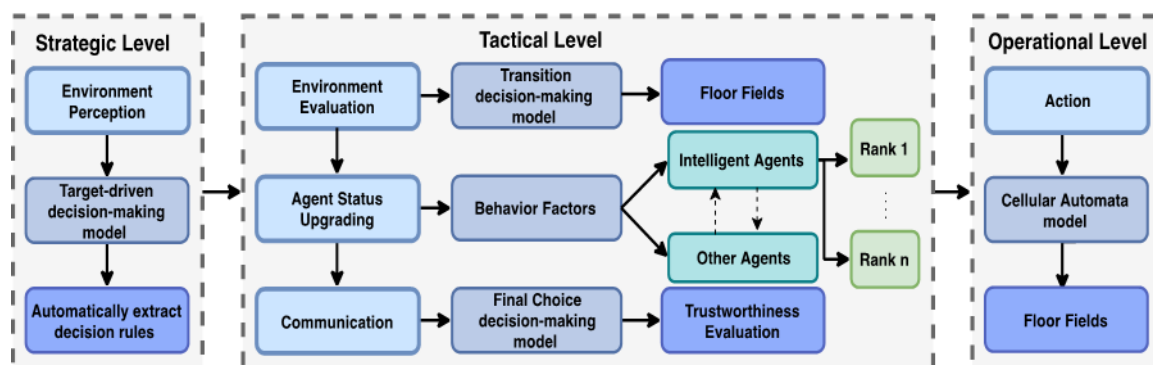 Strategic Level
Environment
Perception
Target-driven
decision-making
model
Automatically extract
decision rules
Tactical Level
Environment
Evaluation
Transition
decision-making
model
Floor Fields
Agent Status
Upgrading
Behavior Factors
Intelligent Agents
Other Agents
Rank 1
Rank n
Communication
Final Choice
decision-making
model
Trustworthiness
Evaluation
Operational Level
Action
Cellular Automata
model
Floor Fields